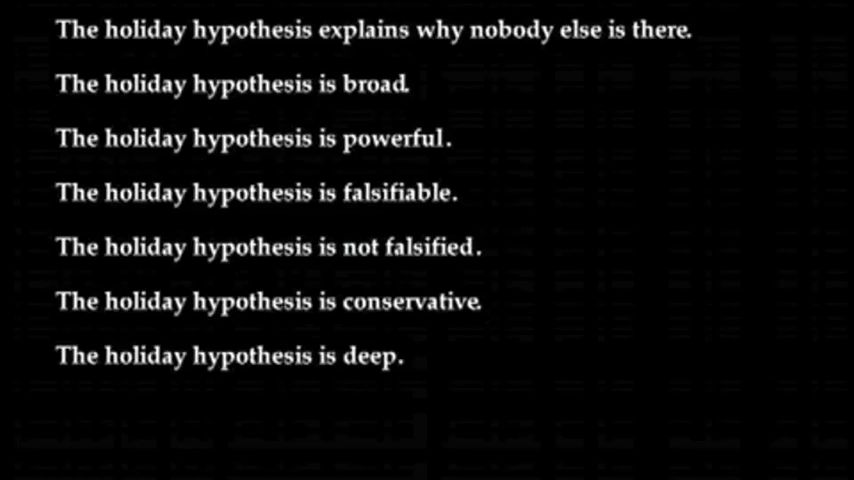 The holiday hypothesis explains why nobody else is there.
The holiday hypothesis is broad.
The holiday hypothesis is powerful.
The holiday hypothesis is falsifiable.
The holiday hypothesis is not falsified.
The holiday hypothesis is conservative.
The holiday hypothesis is deep.